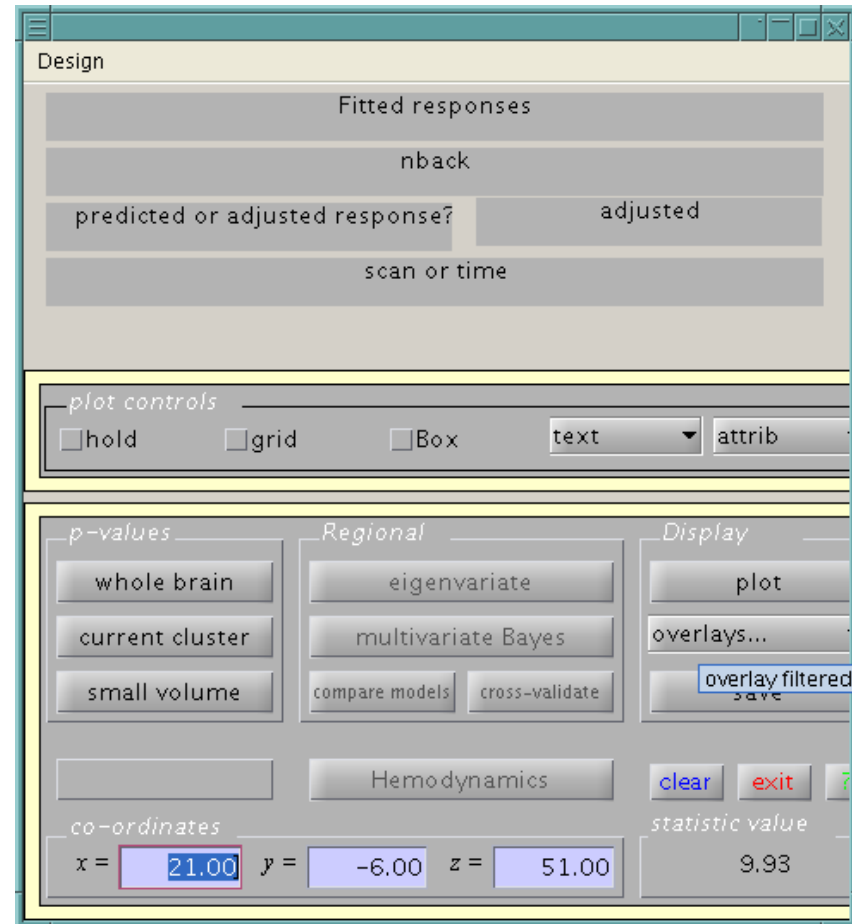 Design
Fitted responses
nback
predicted or adjusted response? adjusted
scan or time
plot controls
hold grid Box text attrib
p-values Regional Display
whole brain eigenvariate plot
current cluster multivariate Bayes overlays...
small volume compare models cross-validate save
overlay filtered
Hemodynamics clear exit ?
co-ordinates statistic value
x = 21.00 y = -6.00 z = 51.00 9.93